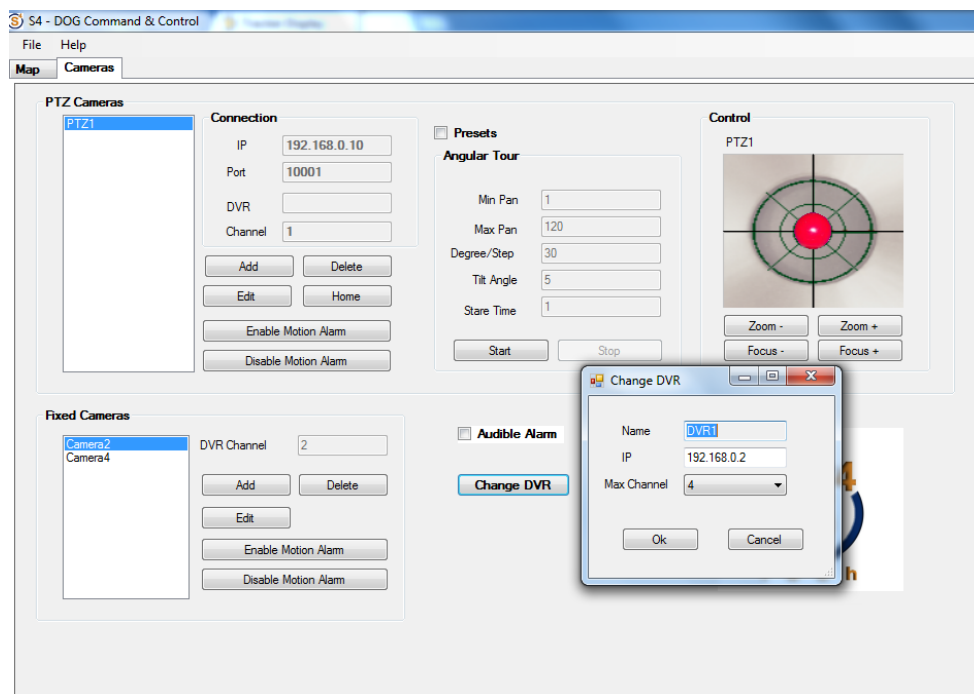 S4 - DOG Command & Control
File Help
Map Cameras
PTZ Cameras
PTZ1
Connection
IP 192.168.0.10
Port 10001
DVR
Channel 1
Add Delete
Edit Home
Enable Motion Alarm
Disable Motion Alarm
Presets
Angular Tour
Min Pan 1
Max Pan 120
Degree/Step 30
Tilt Angle 5
Stare Time 1
Start Stop
Control
PTZ1
Zoom - Zoom +
Focus - Focus +
Fixed Cameras
Camera2
Camera4
DVR Channel 2
Add Delete
Edit
Enable Motion Alarm
Disable Motion Alarm
Audible Alarm
Change DVR
Change DVR
Name DVR1
IP 192.168.0.2
Max Channel 4
Ok Cancel